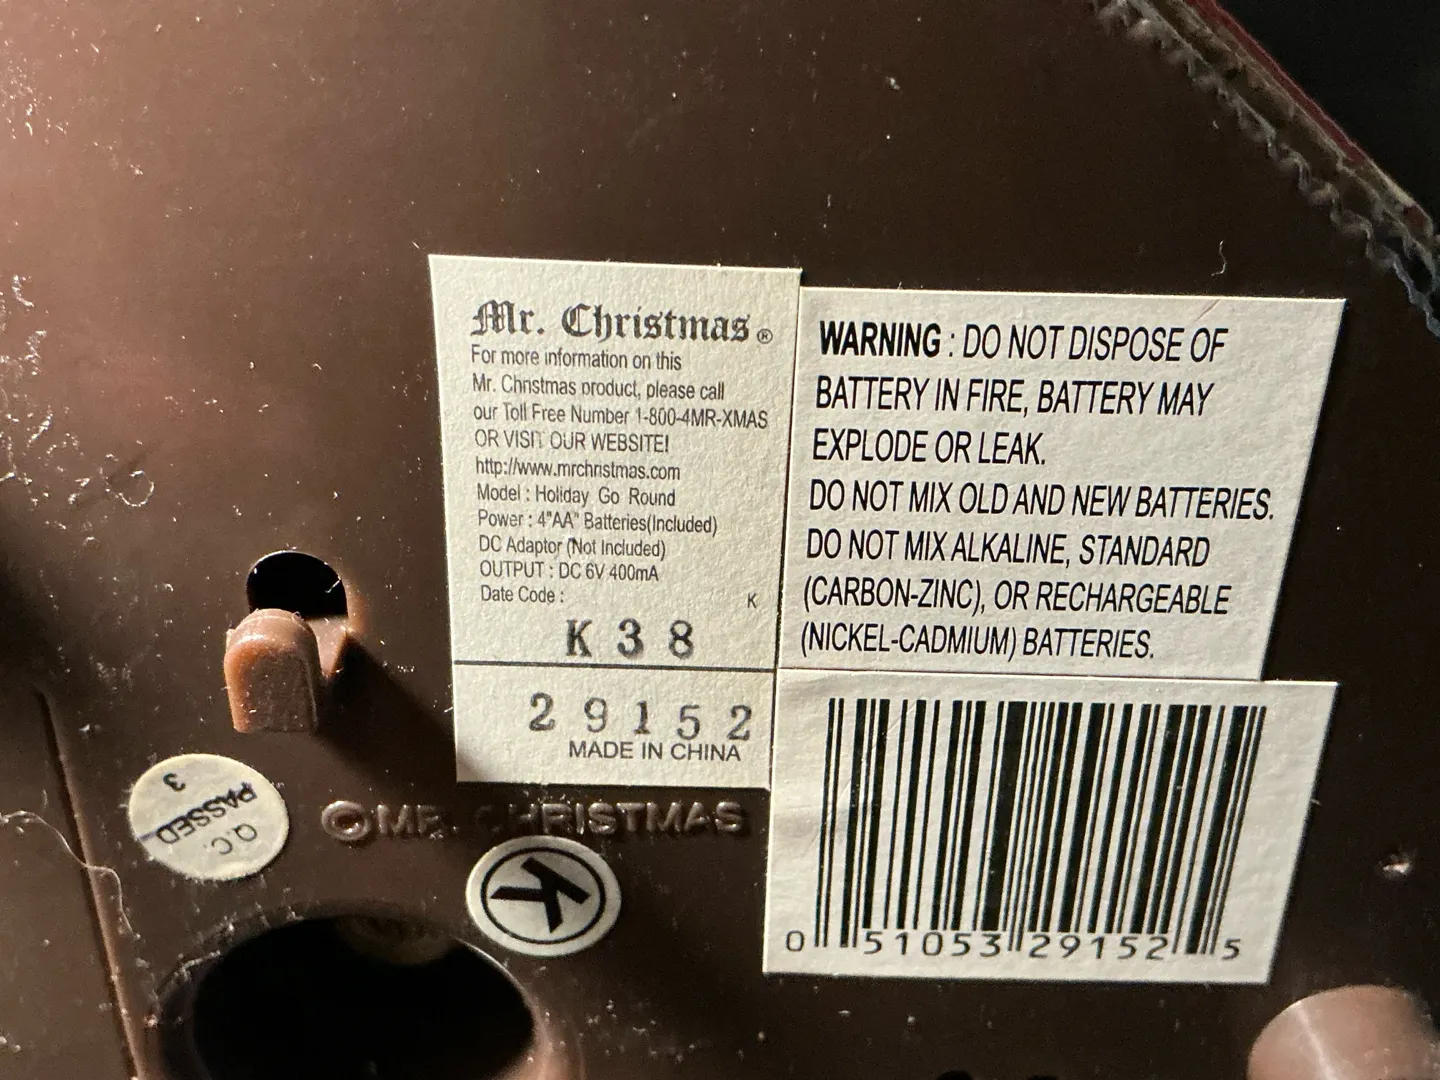 Mr. Christmas®
For more information on this
Mr. Christmas product, please call
our Toll Free Number 1-800-4MR-XMAS
OR VISIT OUR WEBSITE!
http://www.mrchristmas.com
Model : Holiday Go Round
Power : 4"AA" Batteries(Included)
DC Adaptor (Not Included)
OUTPUT : DC 6V 400mA
Date Code : K
K 3 8
2 9 1 5 2
MADE IN CHINA
WARNING : DO NOT DISPOSE OF
BATTERY IN FIRE, BATTERY MAY
EXPLODE OR LEAK.
DO NOT MIX OLD AND NEW BATTERIES.
DO NOT MIX ALKALINE, STANDARD
(CARBON-ZINC), OR RECHARGEABLE
(NICKEL-CADMIUM) BATTERIES.
0 51053 29152 5
Q.C.
PASSED
3
©MR. CHRISTMAS
K